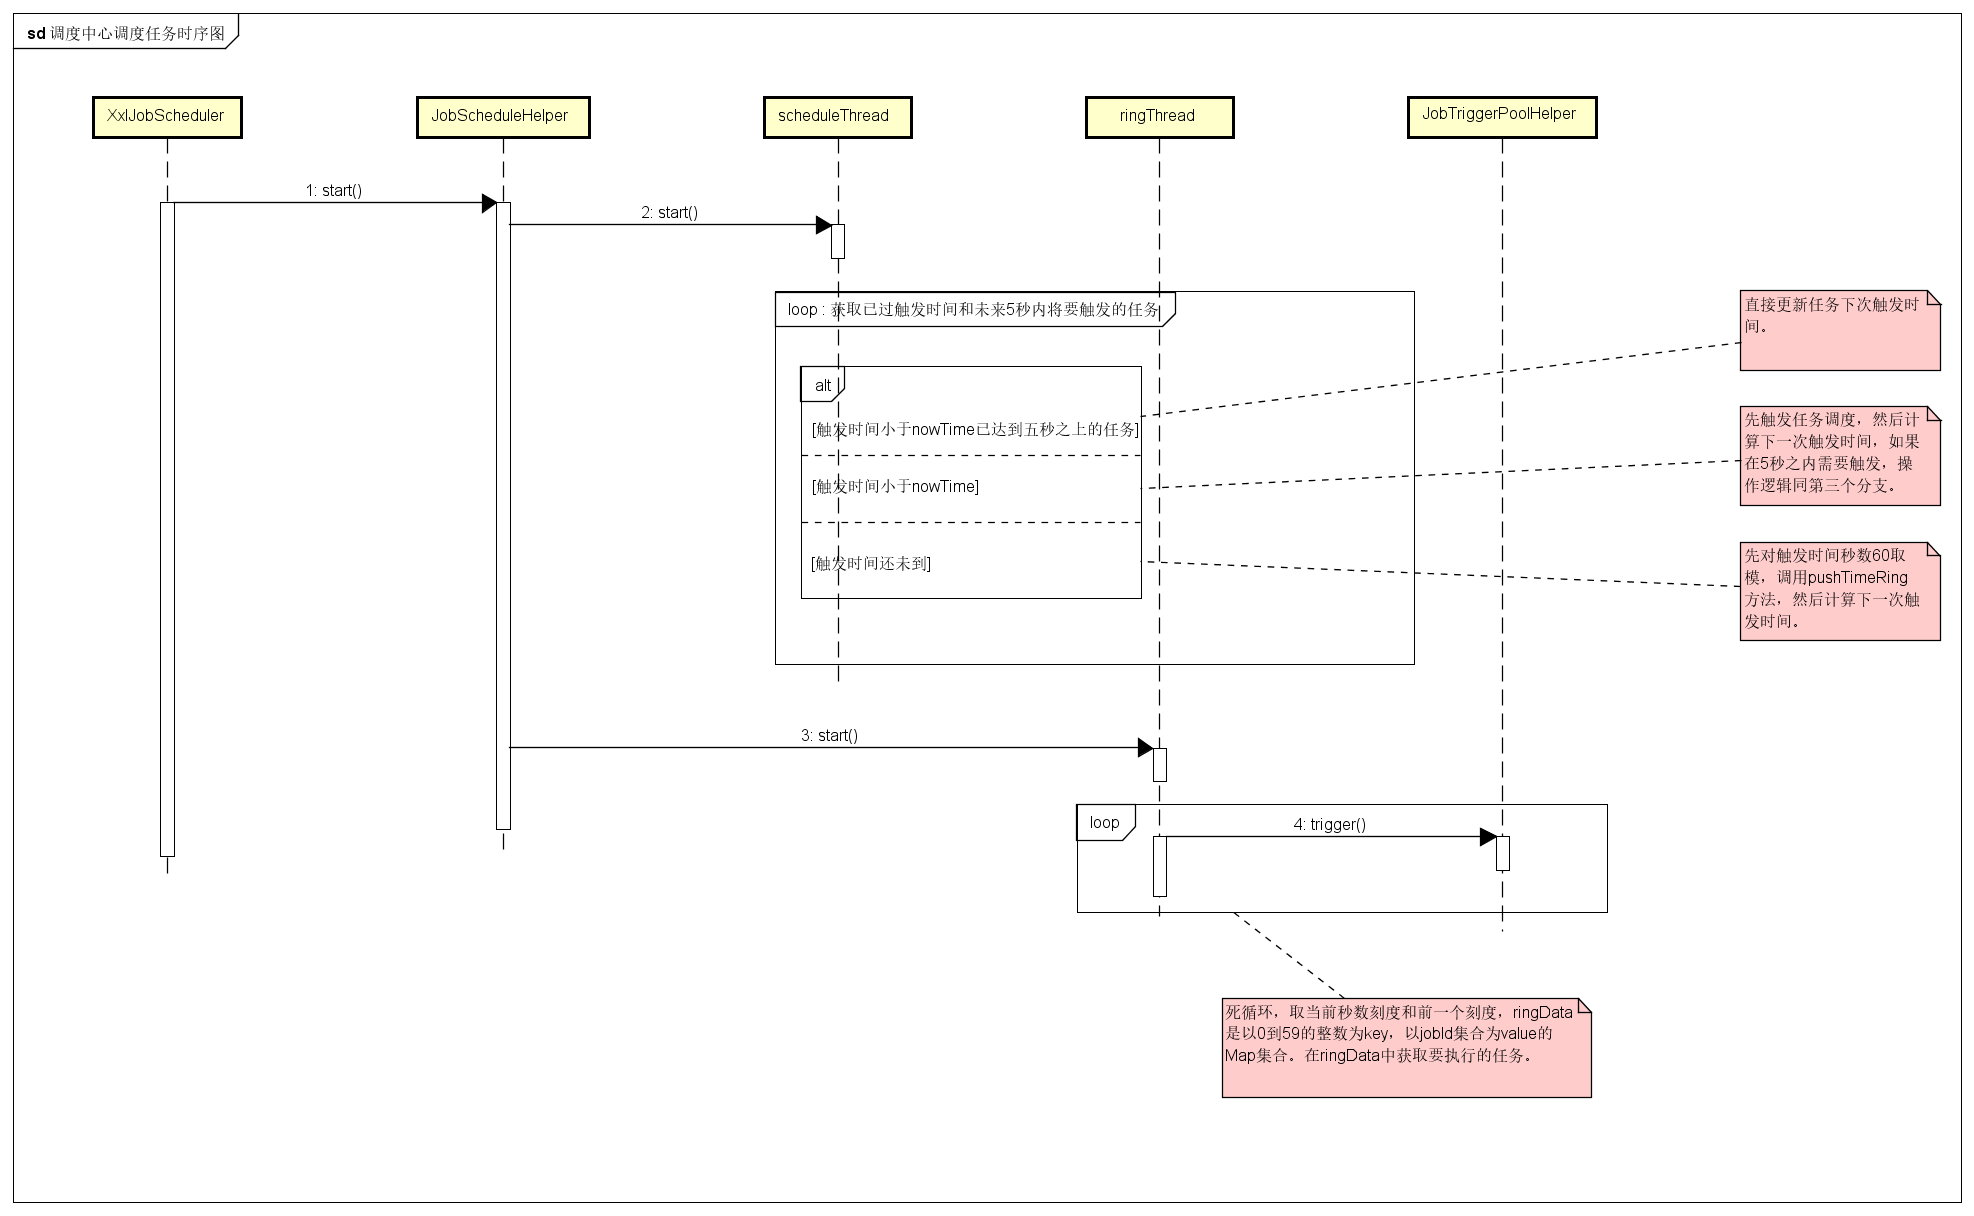 sd 调度中心调度任务时序图
XxlJobScheduler
JobScheduleHelper
scheduleThread
ringThread
JobTriggerPoolHelper
1: start()
2: start()
loop : 获取已过触发时间和未来5秒内将要触发的任务
直接更新任务下次触发时
间。
alt
[触发时间小于nowTime已达到五秒之上的任务]
先触发任务调度，然后计
算下一次触发时间，如果
在5秒之内需要触发，操
作逻辑同第三个分支。
[触发时间小于nowTime]
[触发时间还未到]
先对触发时间秒数60取
模，调用pushTimeRing
方法，然后计算下一次触
发时间。
3: start()
loop
4: trigger()
死循环，取当前秒数刻度和前一个刻度，ringData
是以0到59的整数为key，以jobId集合为value的
Map集合。在ringData中获取要执行的任务。